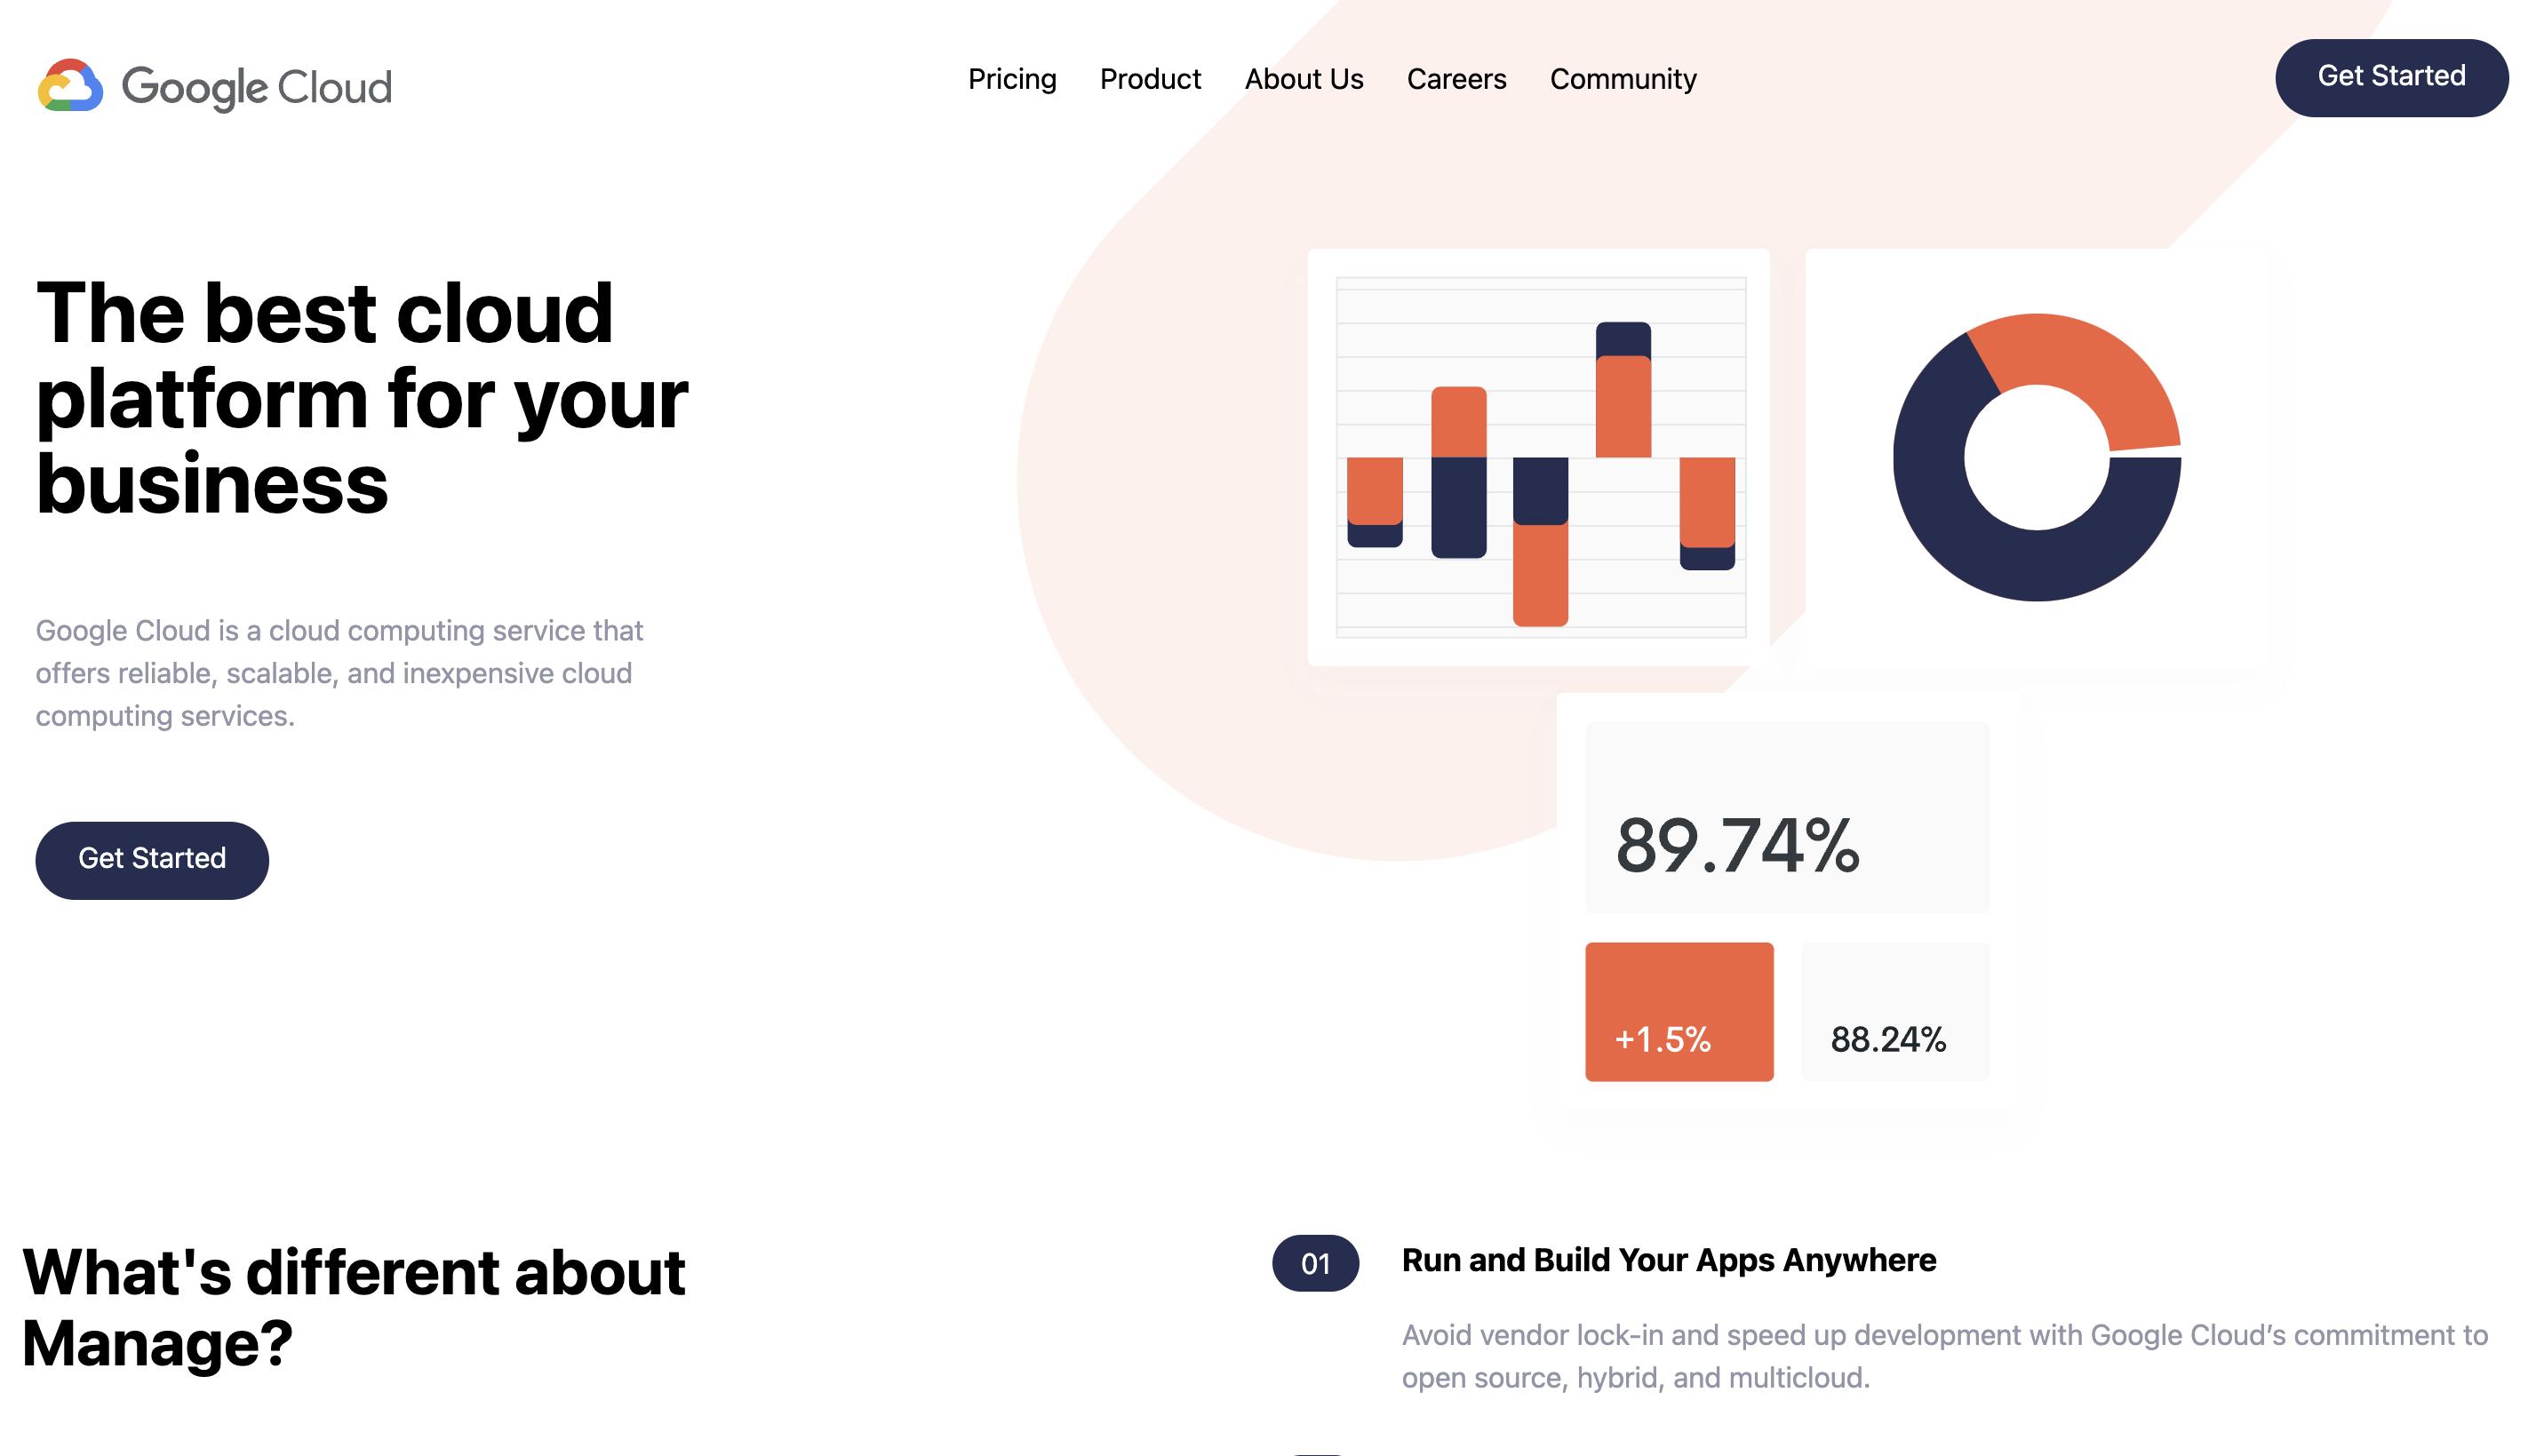 Google Cloud
Pricing
Product
About Us
Careers
Community
Get Started
The best cloud
platform for your
business
Google Cloud is a cloud computing service that
offers reliable, scalable, and inexpensive cloud
computing services.
Get Started
89.74%
+1.5%
88.24%
What's different about
Manage?
01
Run and Build Your Apps Anywhere
Avoid vendor lock-in and speed up development with Google Cloud’s commitment to
open source, hybrid, and multicloud.